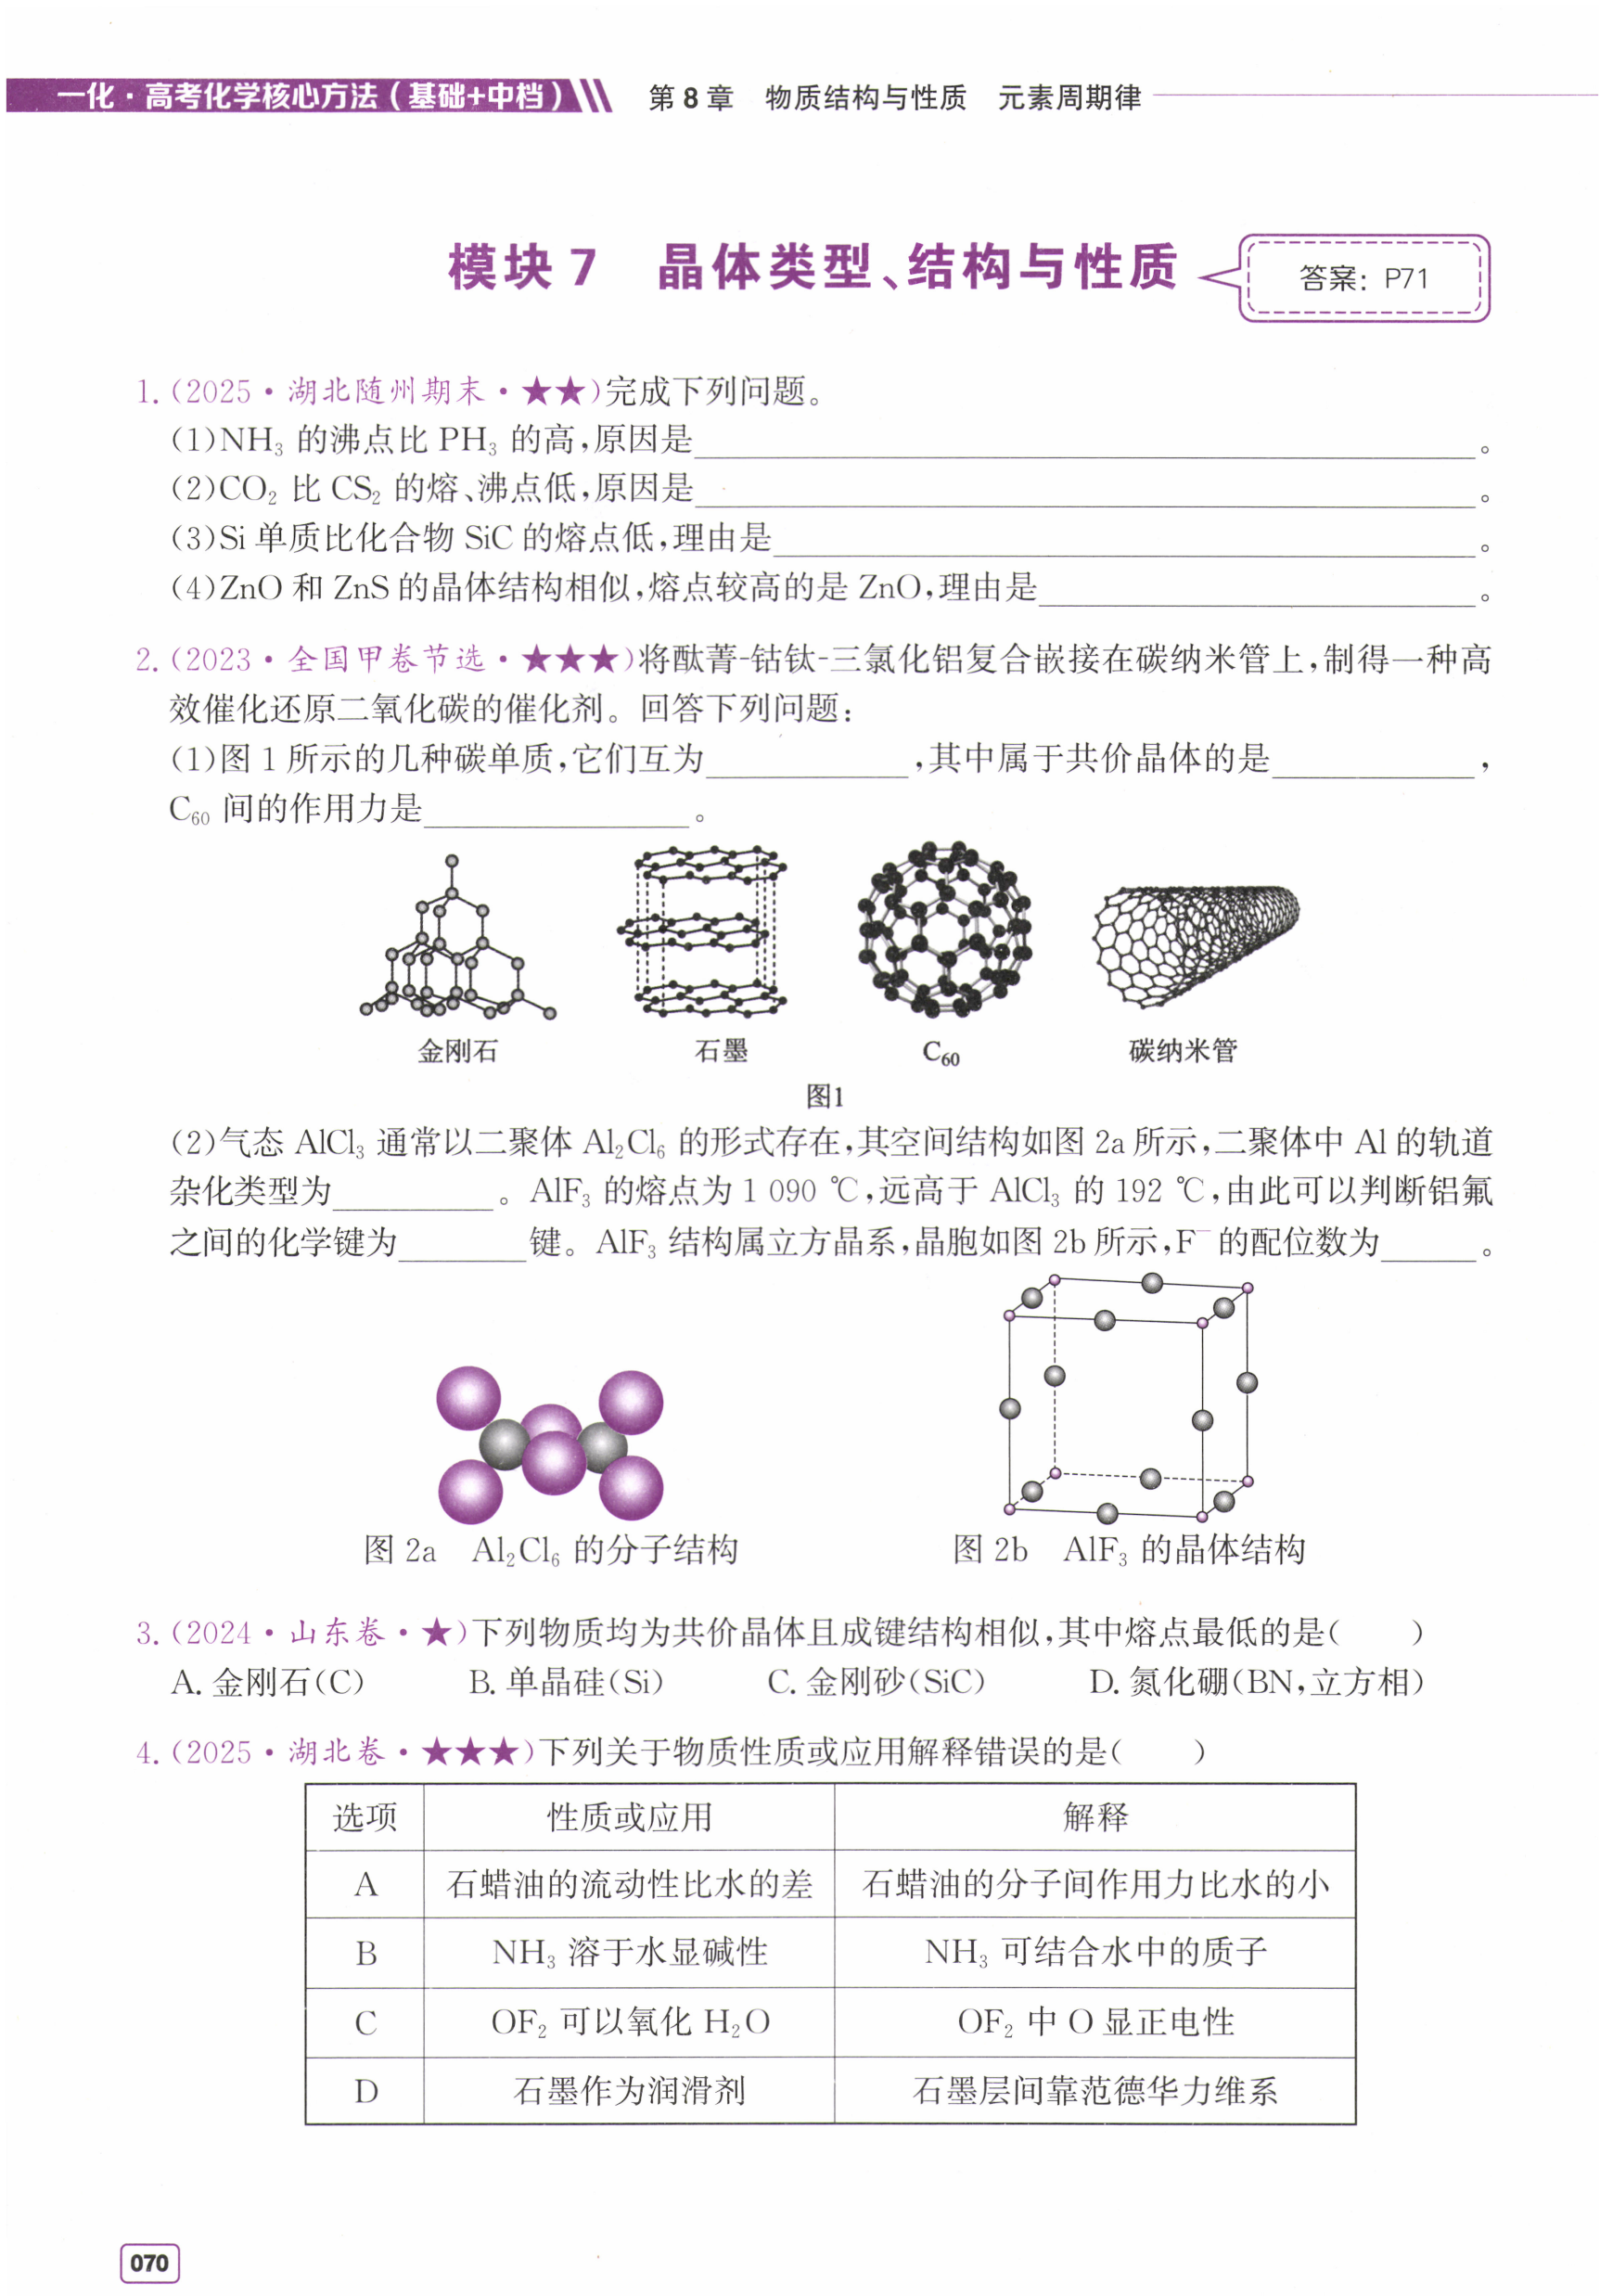 一化·高考化学核心方法(基础+中档) 第8章 物质结构与性质 元素周期律
模块7 晶体类型、结构与性质
答案: P71
1.(2025·湖北随州期末·★★)完成下列问题。
(1)NH₃ 的沸点比 PH₃ 的高,原因是____________。
(2)CO₂ 比 CS₂ 的熔、沸点低,原因是____________。
(3)Si 单质比化合物 SiC 的熔点低,理由是____________。
(4)ZnO 和 ZnS 的晶体结构相似,熔点较高的是 ZnO,理由是____________。
2.(2023·全国甲卷节选·★★★)将酞菁-钴钛-三氯化铝复合嵌接在碳纳米管上,制得一种高
效催化还原二氧化碳的催化剂。回答下列问题:
(1)图 1 所示的几种碳单质,它们互为____________,其中属于共价晶体的是____________,
C₆₀ 间的作用力是____________。
金刚石 石墨 C₆₀ 碳纳米管
图1
(2)气态 AlCl₃ 通常以二聚体 Al₂Cl₆ 的形式存在,其空间结构如图 2a 所示,二聚体中 Al 的轨道
杂化类型为____________。AlF₃ 的熔点为 1 090 ℃,远高于 AlCl₃ 的 192 ℃,由此可以判断铝氟
之间的化学键为________键。AlF₃ 结构属立方晶系,晶胞如图 2b 所示,F⁻ 的配位数为______。
图 2a Al₂Cl₆ 的分子结构 图 2b AlF₃ 的晶体结构
3.(2024·山东卷·★)下列物质均为共价晶体且成键结构相似,其中熔点最低的是( )
A. 金刚石(C) B. 单晶硅(Si) C. 金刚砂(SiC) D. 氮化硼(BN,立方相)
4.(2025·湖北卷·★★★)下列关于物质性质或应用解释错误的是( )
选项 性质或应用 解释
A 石蜡油的流动性比水的差 石蜡油的分子间作用力比水的小
B NH₃ 溶于水显碱性 NH₃ 可结合水中的质子
C OF₂ 可以氧化 H₂O OF₂ 中 O 显正电性
D 石墨作为润滑剂 石墨层间靠范德华力维系
070